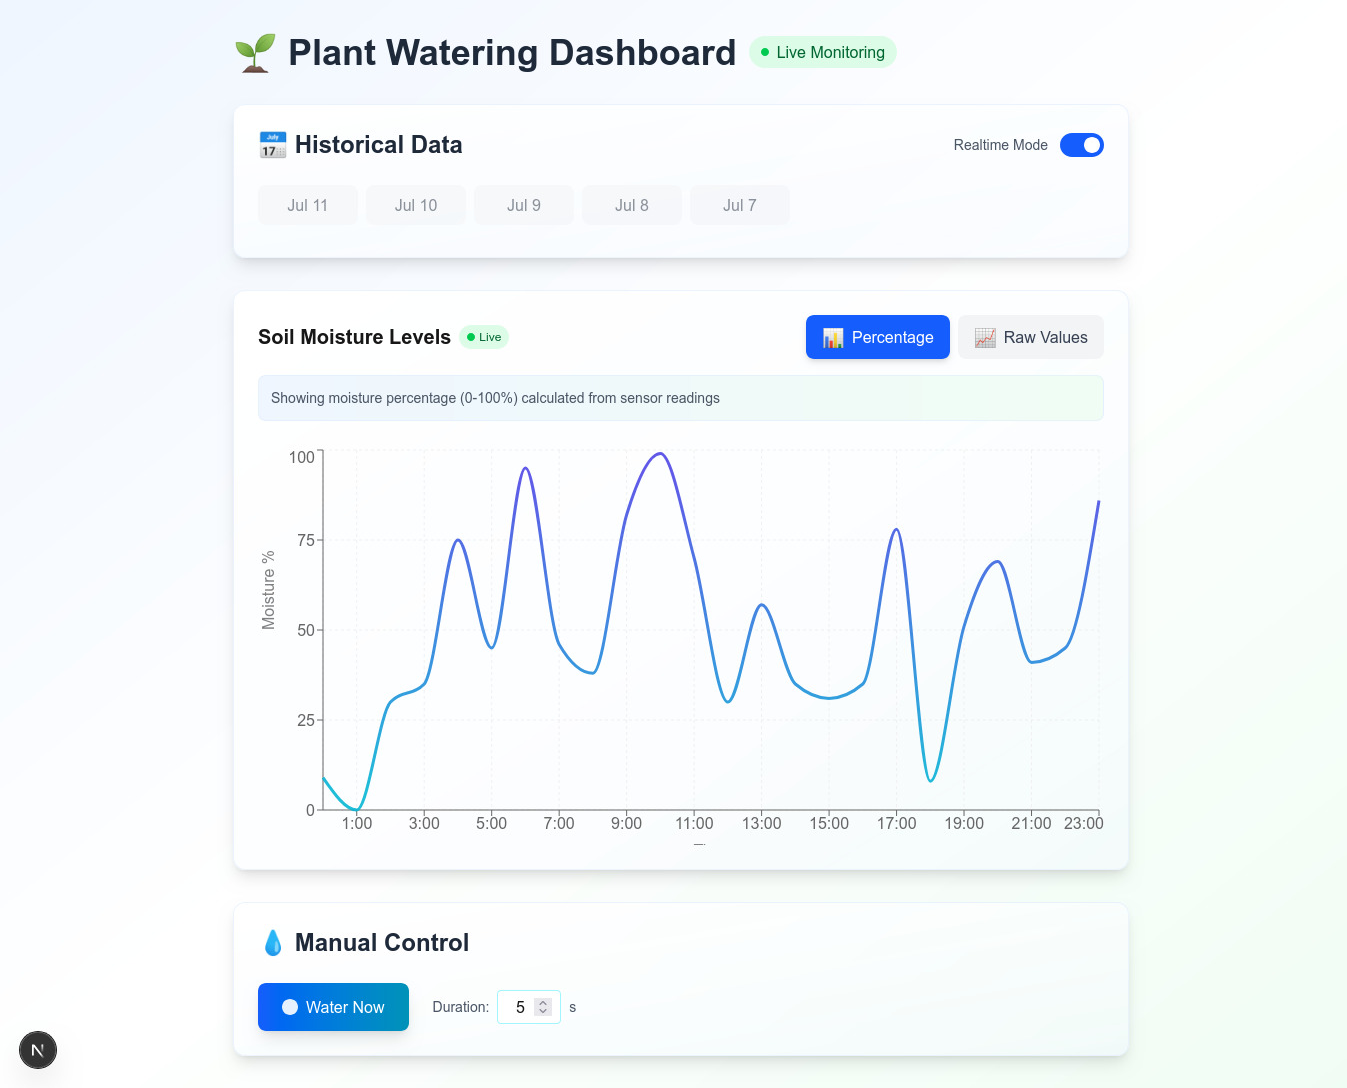 Plant Watering Dashboard
Live Monitoring
July
17
Historical Data
Realtime Mode
Jul 11
Jul 10
Jul 9
Jul 8
Jul 7
Soil Moisture Levels
Live
Percentage
Raw Values
Showing moisture percentage (0-100%) calculated from sensor readings
Moisture %
100
75
50
25
0
1:00 3:00 5:00 7:00 9:00 11:00 13:00 15:00 17:00 19:00 21:00 23:00
Manual Control
Water Now
Duration: 5 s
N